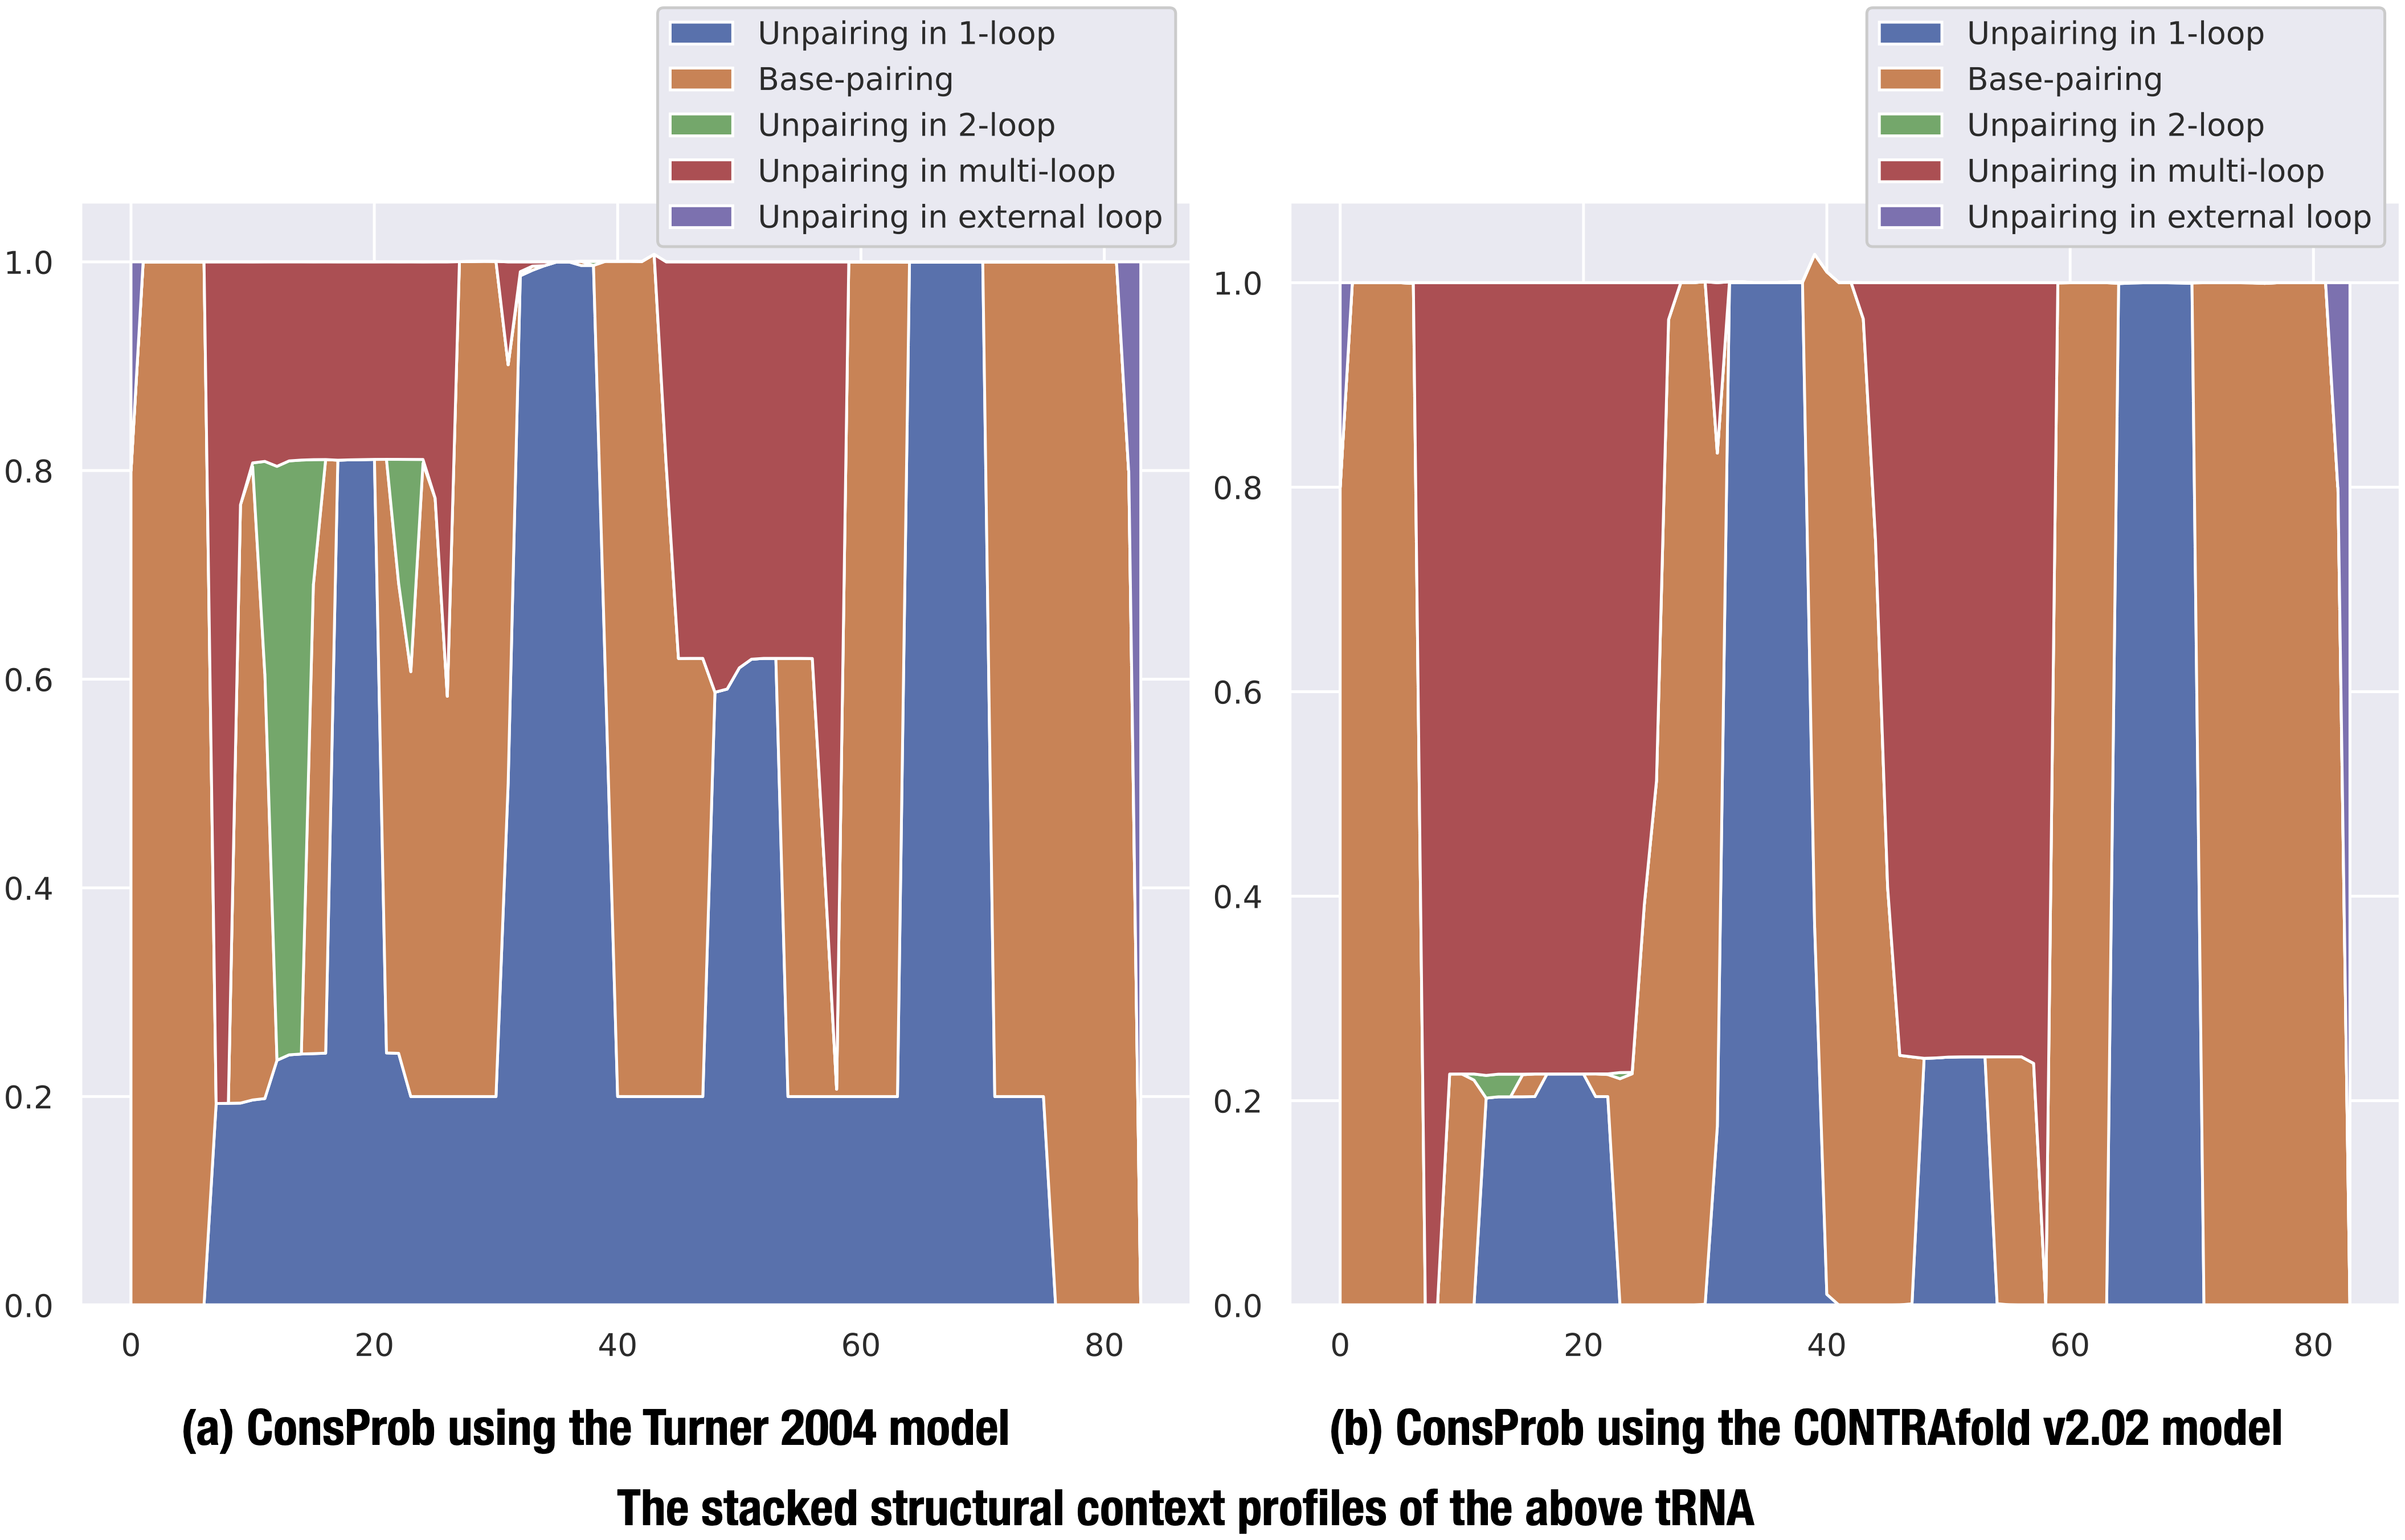 Unpairing in 1-loop
Base-pairing
Unpairing in 2-loop
Unpairing in multi-loop
Unpairing in external loop
1.0
0.8
0.6
0.4
0.2
0.0
0 20 40 60 80
(a) ConsProb using the Turner 2004 model
Unpairing in 1-loop
Base-pairing
Unpairing in 2-loop
Unpairing in multi-loop
Unpairing in external loop
1.0
0.8
0.6
0.4
0.2
0.0
0 20 40 60 80
(b) ConsProb using the CONTRAfold v2.02 model
The stacked structural context profiles of the above tRNA